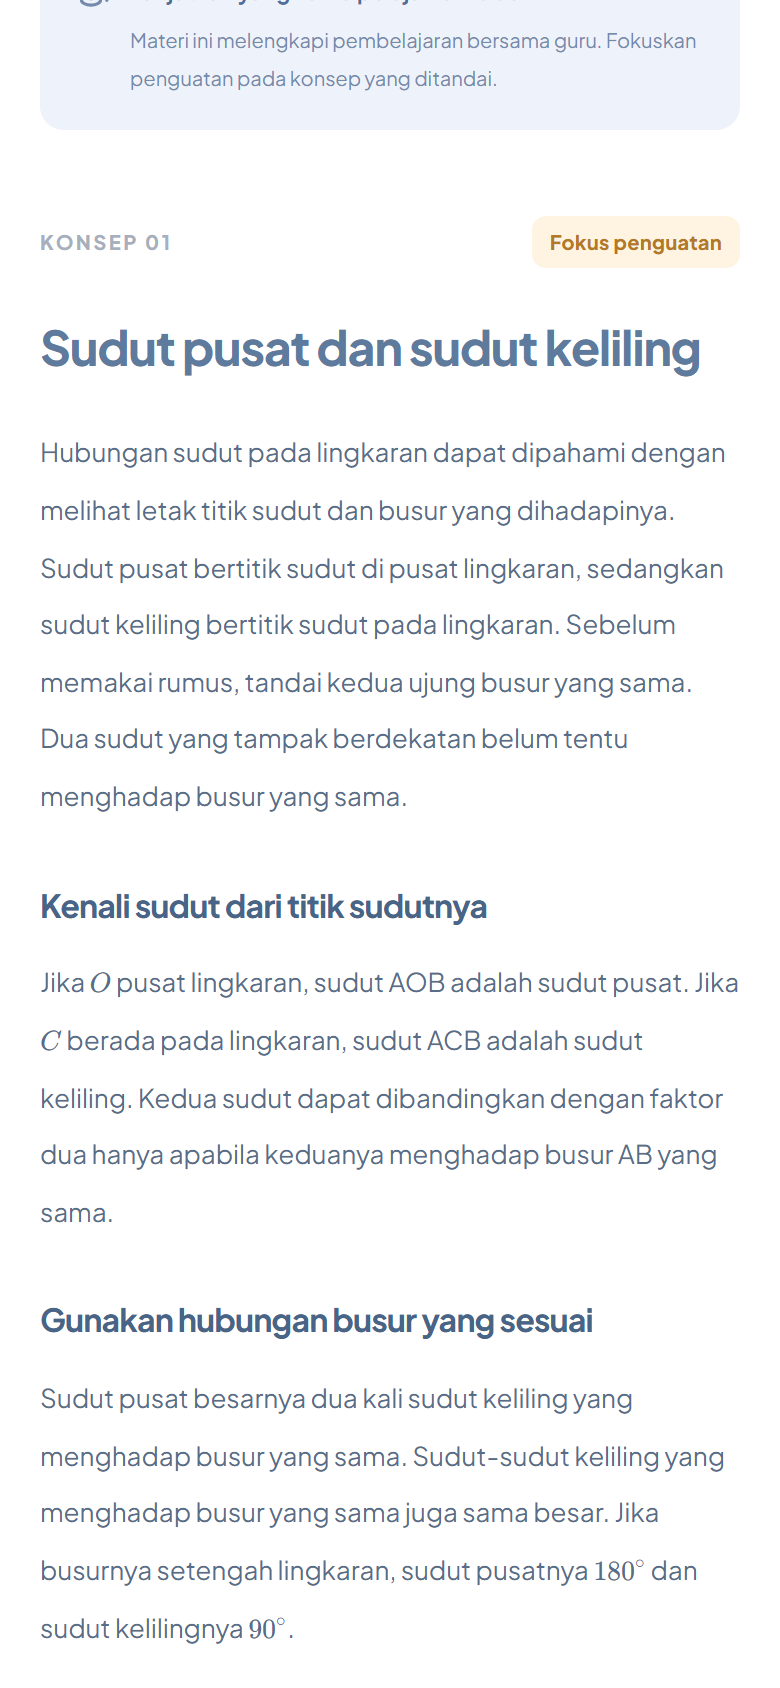 Materi ini melengkapi pembelajaran bersama guru. Fokuskan
penguatan pada konsep yang ditandai.
KONSEP 01
Fokus penguatan
Sudut pusat dan sudut keliling
Hubungan sudut pada lingkaran dapat dipahami dengan
melihat letak titik sudut dan busur yang dihadapinya.
Sudut pusat bertitik sudut di pusat lingkaran, sedangkan
sudut keliling bertitik sudut pada lingkaran. Sebelum
memakai rumus, tandai kedua ujung busur yang sama.
Dua sudut yang tampak berdekatan belum tentu
menghadap busur yang sama.
Kenali sudut dari titik sudutnya
Jika O pusat lingkaran, sudut AOB adalah sudut pusat. Jika
C berada pada lingkaran, sudut ACB adalah sudut
keliling. Kedua sudut dapat dibandingkan dengan faktor
dua hanya apabila keduanya menghadap busur AB yang
sama.
Gunakan hubungan busur yang sesuai
Sudut pusat besarnya dua kali sudut keliling yang
menghadap busur yang sama. Sudut-sudut keliling yang
menghadap busur yang sama juga sama besar. Jika
busurnya setengah lingkaran, sudut pusatnya 180° dan
sudut kelilingnya 90°.